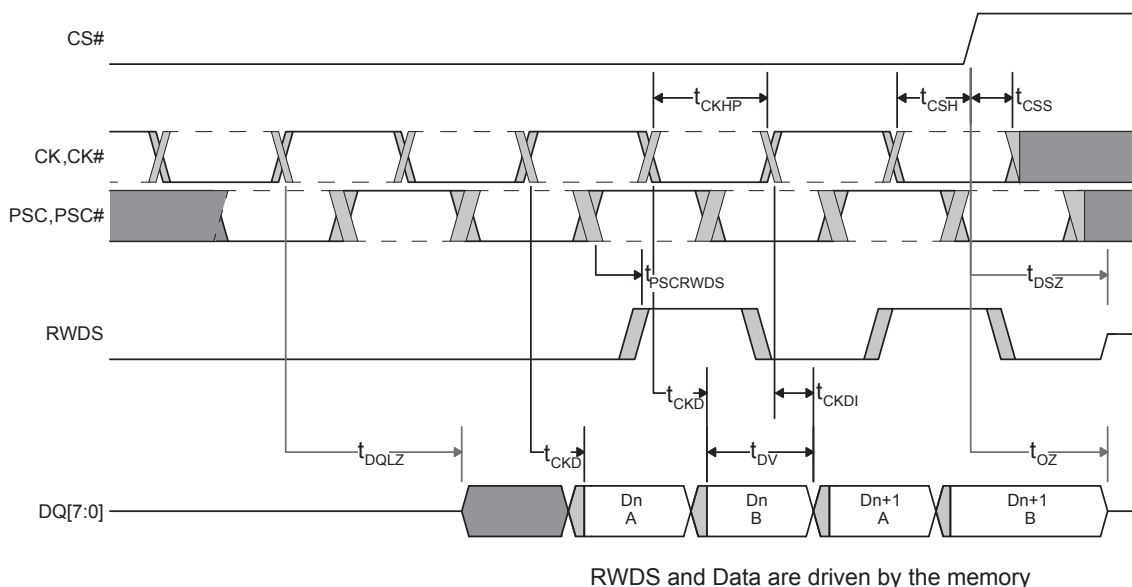 CS#
tCKHP
tCSH
tCSS
CK,CK#
PSC,PSC#
tPSCRWDS
tDSZ
RWDS
tCKD
tCKDI
tDQLZ
tCKD
tDV
tOZ
DQ[7:0]
Dn
A
Dn
B
Dn+1
A
Dn+1
B
RWDS and Data are driven by the memory